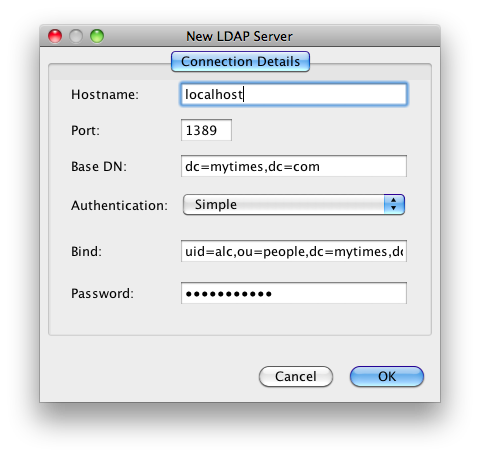 New LDAP Server
Connection Details
Hostname: localhost
Port: 1389
Base DN: dc=mytimes,dc=com
Authentication: Simple
Bind: uid=alc,ou=people,dc=mytimes,dc
Password: •••••••••••
Cancel OK